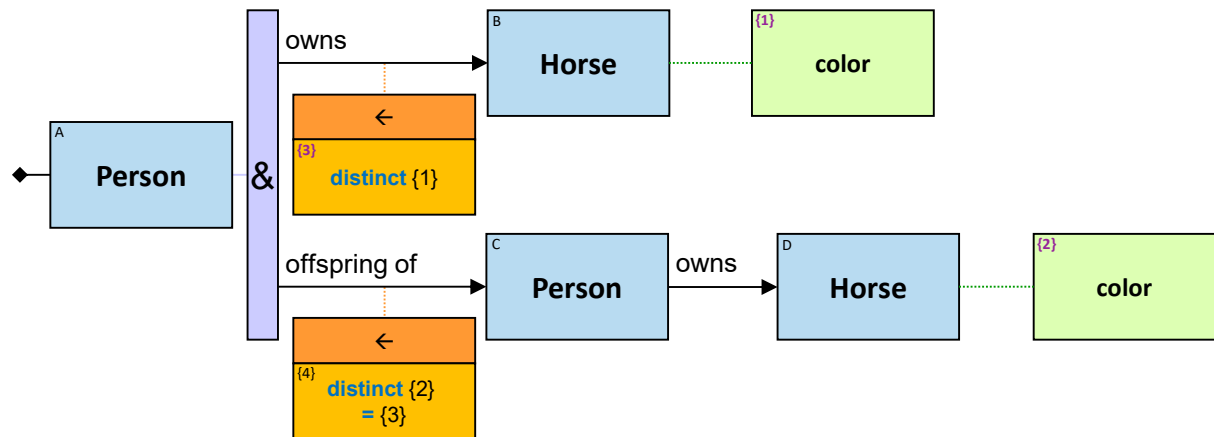 owns
B
Horse
{1}
color
A
Person
&
←
{3}
distinct {1}
offspring of
C
Person
owns
D
Horse
{2}
color
←
{4}
distinct {2}
= {3}